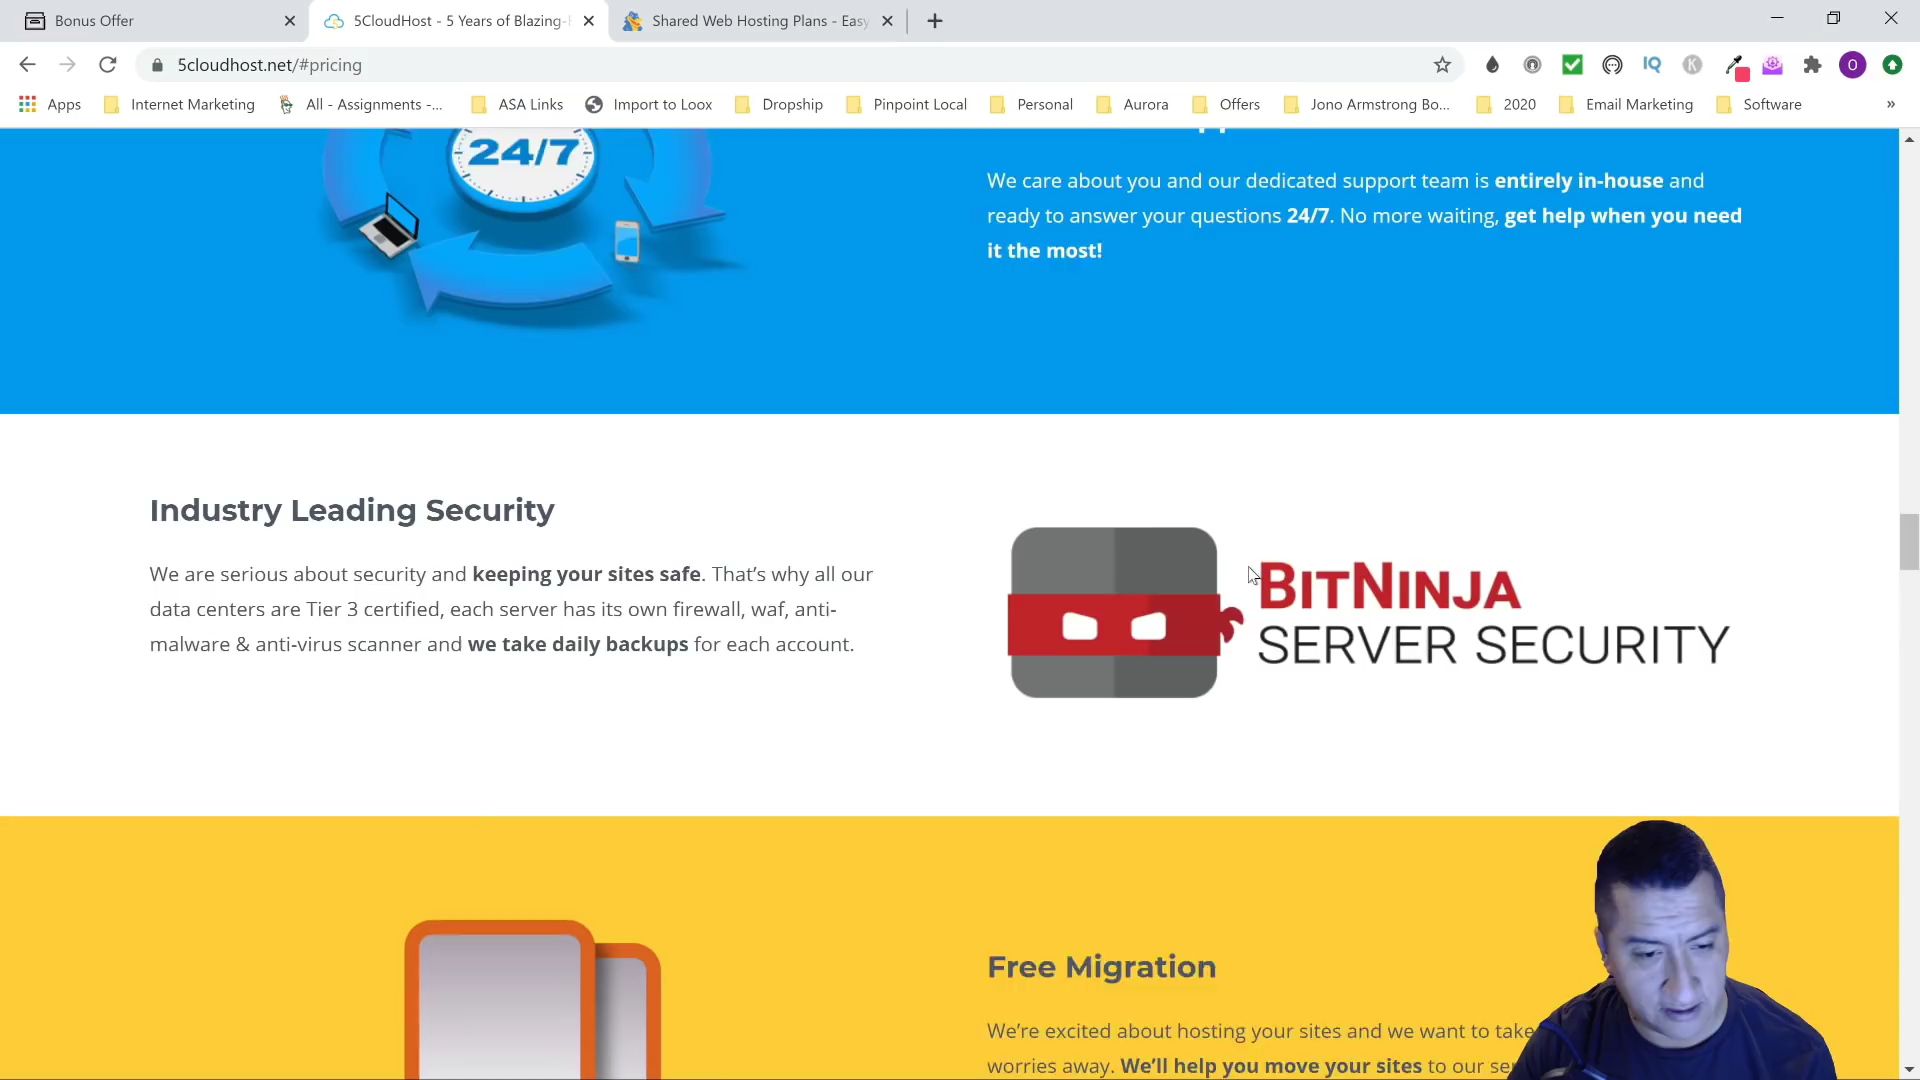 Bonus Offer
5CloudHost - 5 Years of Blazing-
Shared Web Hosting Plans - Easy
5cloudhost.net/#pricing
IQ
K
O
Apps
Internet Marketing
All - Assignments -...
ASA Links
Import to Loox
Dropship
Pinpoint Local
Personal
Aurora
Offers
Jono Armstrong Bo...
2020
Email Marketing
Software
»
24/7
We care about you and our dedicated support team is entirely in-house and
ready to answer your questions 24/7. No more waiting, get help when you need
it the most!
Industry Leading Security
We are serious about security and keeping your sites safe. That’s why all our
data centers are Tier 3 certified, each server has its own firewall, waf, anti-
malware & anti-virus scanner and we take daily backups for each account.
BITNINJA
SERVER SECURITY
Free Migration
We’re excited about hosting your sites and we want to take
worries away. We’ll help you move your sites to our